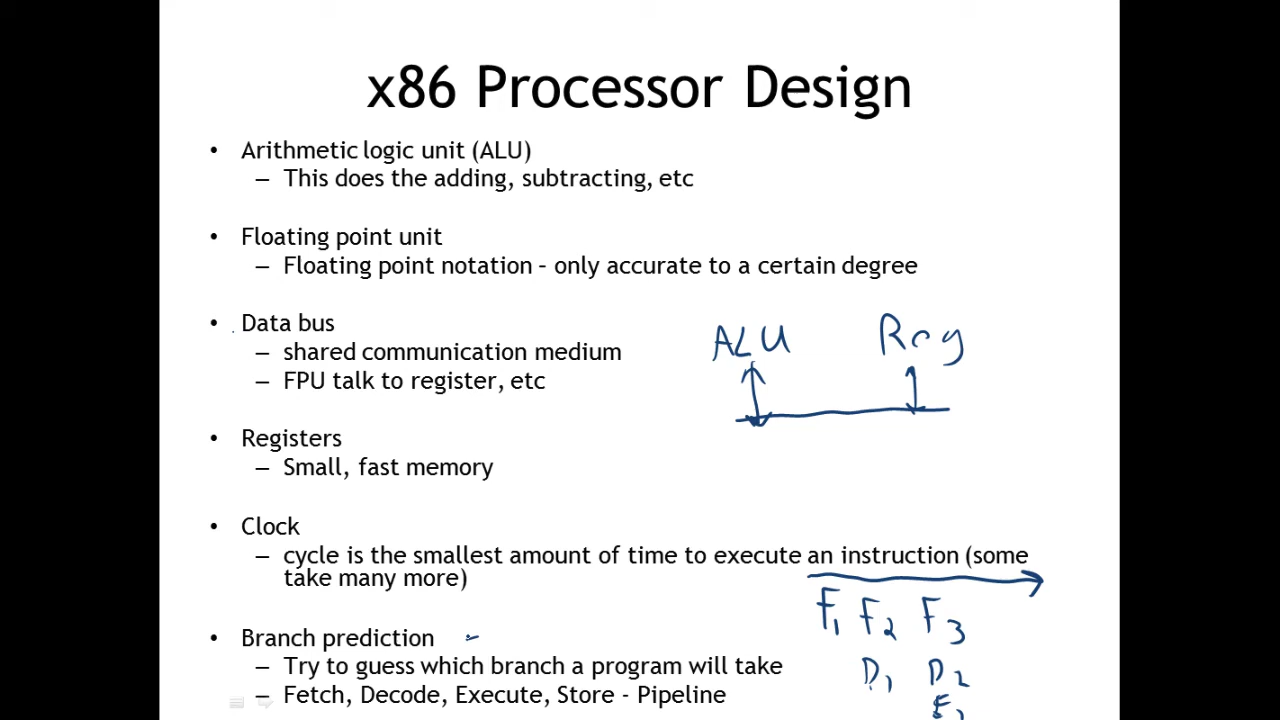 x86 Processor Design
• Arithmetic logic unit (ALU)
– This does the adding, subtracting, etc
• Floating point unit
– Floating point notation – only accurate to a certain degree
• Data bus
– shared communication medium
– FPU talk to register, etc
ALU Reg
• Registers
– Small, fast memory
• Clock
– cycle is the smallest amount of time to execute an instruction (some
take many more)
F1 F2 F3
• Branch prediction
– Try to guess which branch a program will take
D1 D2
– Fetch, Decode, Execute, Store - Pipeline
E1